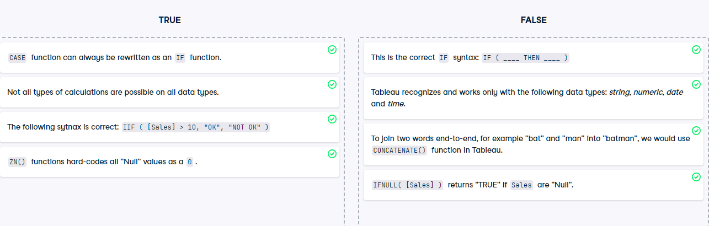 TRUE
CASE function can always be rewritten as an IF function.
Not all types of calculations are possible on all data types.
The following sytnax is correct: IIF ( [Sales] > 10, "OK", "NOT OK" )
ZN() functions hard-codes all "Null" values as a 0 .
FALSE
This is the correct IF syntax: IF ( ____ THEN ____ )
Tableau recognizes and works only with the following data types: string, numeric, date
and time.
To join two words end-to-end, for example "bat" and "man" into "batman", we would use
CONCATENATE() function in Tableau.
IFNULL( [Sales] ) returns "TRUE" if Sales are "Null".